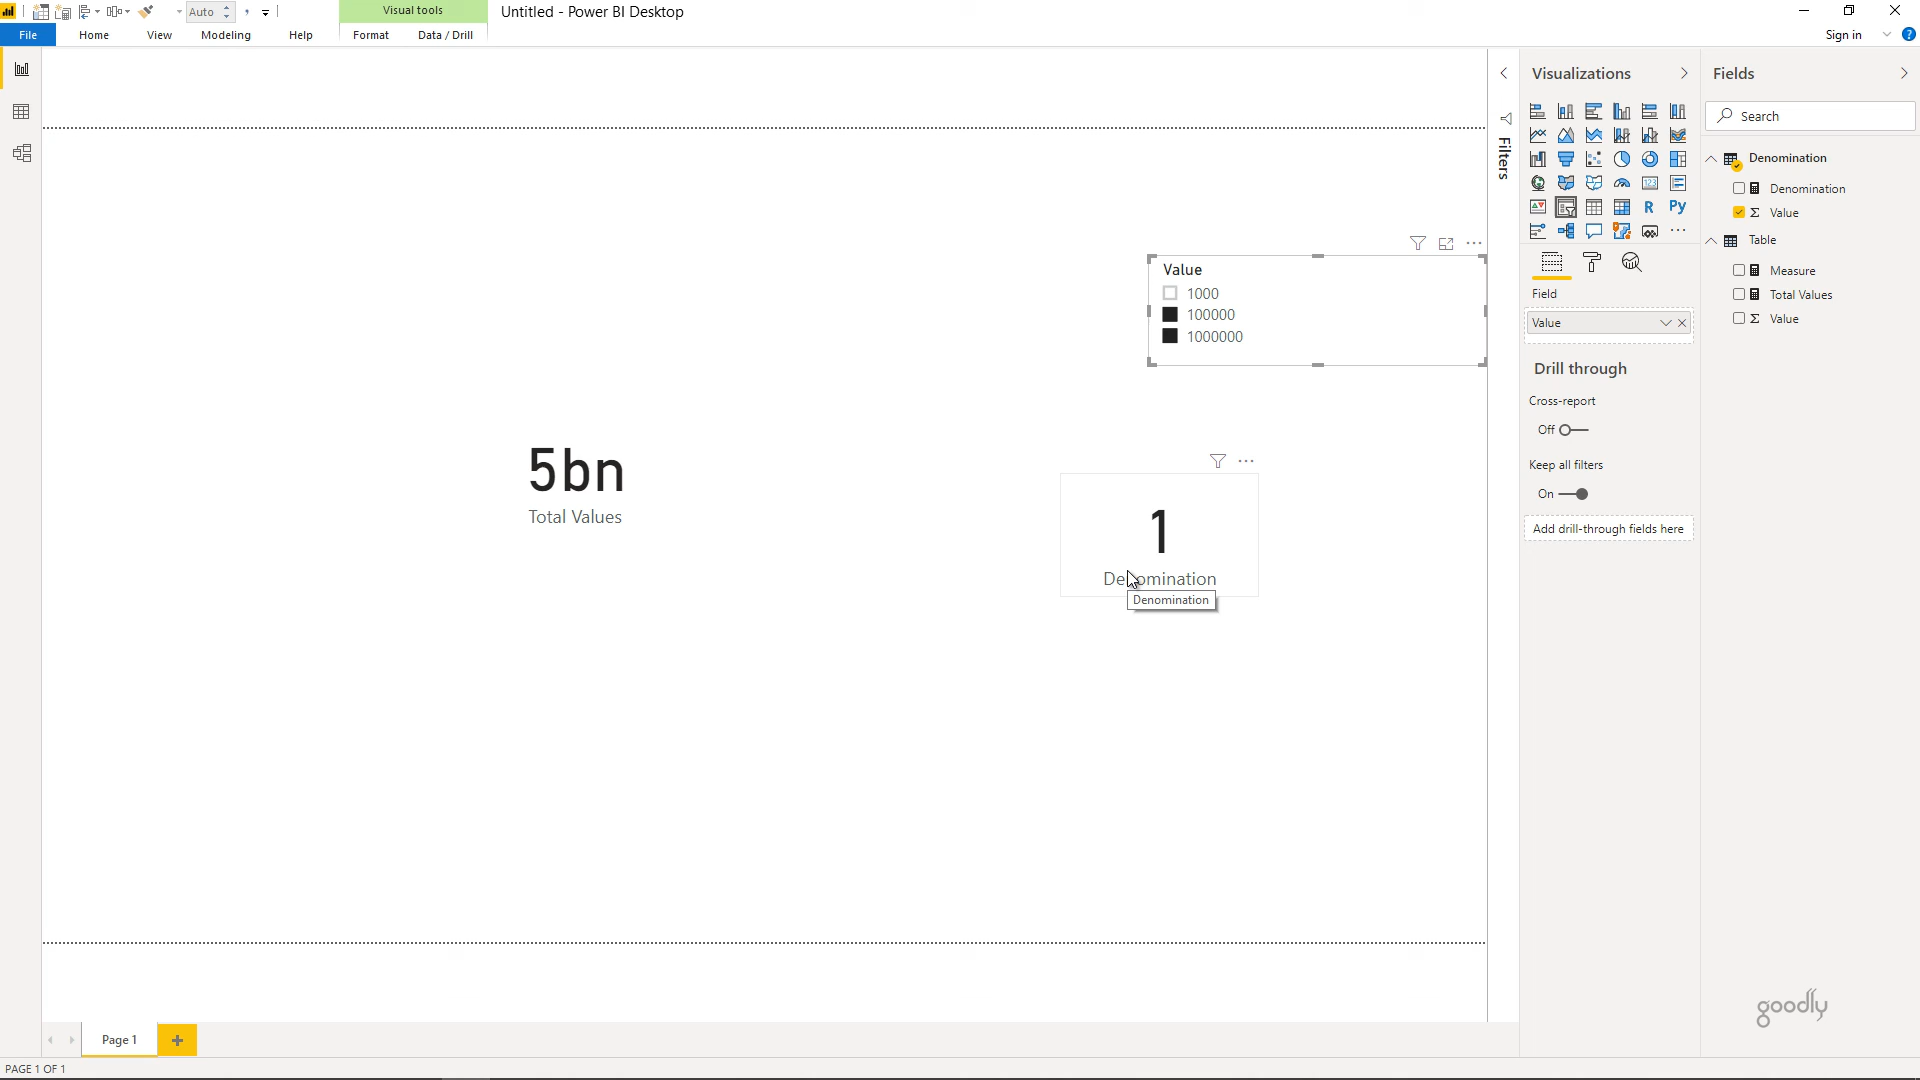 Auto
Visual tools
Untitled - Power BI Desktop
File
Home
View
Modeling
Help
Format
Data / Drill
Sign in
?
Visualizations
Fields
Search
Filters
Denomination
Denomination
Value
Table
Measure
Total Values
Value
123
R
Py
Value
1000
100000
1000000
Field
Value
Drill through
Cross-report
Off
Keep all filters
On
Add drill-through fields here
5bn
Total Values
1
Denomination
goodly
Page 1
PAGE 1 OF 1